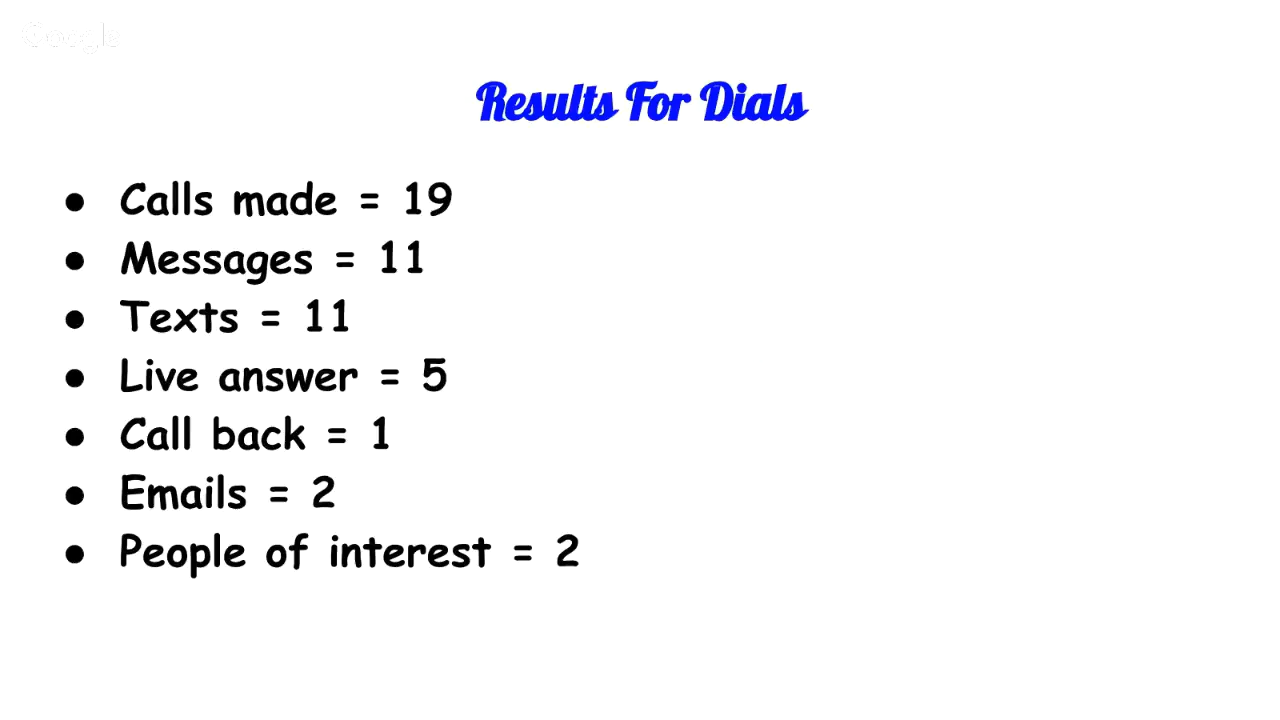 Google
Results For Dials
● Calls made = 19
● Messages = 11
● Texts = 11
● Live answer = 5
● Call back = 1
● Emails = 2
● People of interest = 2